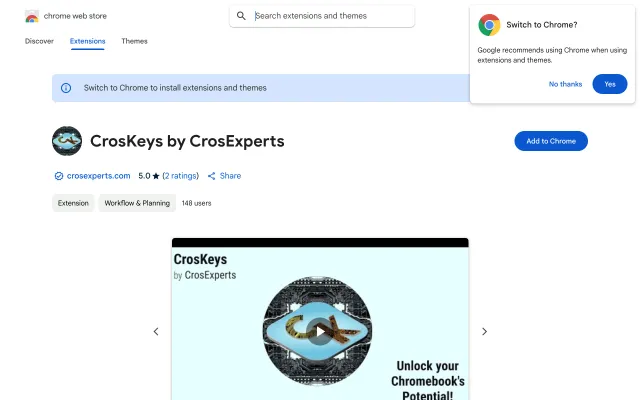 chrome web store
Search extensions and themes
Switch to Chrome?
Google recommends using Chrome when using
extensions and themes.
No thanks
Yes
Discover
Extensions
Themes
Switch to Chrome to install extensions and themes
CrosKeys by CrosExperts
Add to Chrome
crosexperts.com
5.0 ★ (2 ratings)
Share
Extension
Workflow & Planning
148 users
CrosKeys
by CrosExperts
Unlock your
Chromebook's
Potential!